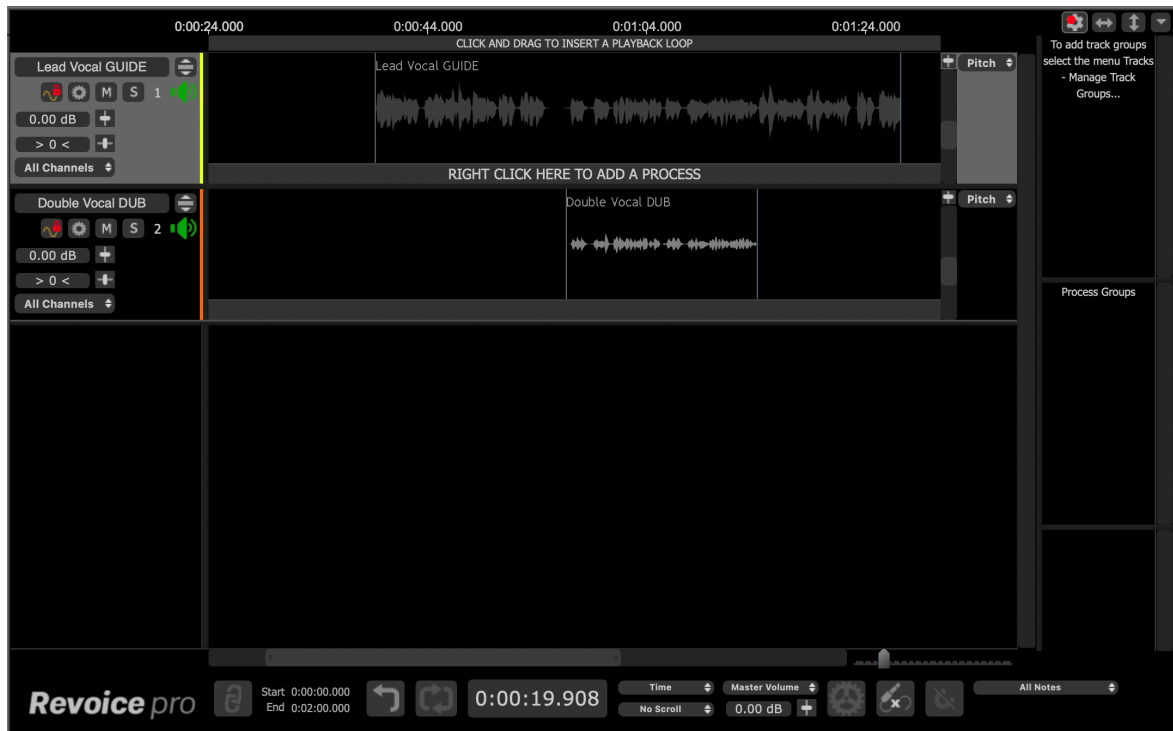 0:00:24.000 0:00:44.000 0:01:04.000 0:01:24.000
CLICK AND DRAG TO INSERT A PLAYBACK LOOP
To add track groups
select the menu Tracks
- Manage Track
Groups...
Lead Vocal GUIDE
M S 1
0.00 dB
> 0 <
All Channels
Lead Vocal GUIDE
Pitch
RIGHT CLICK HERE TO ADD A PROCESS
Double Vocal DUB
M S 2
0.00 dB
> 0 <
All Channels
Double Vocal DUB
Pitch
Process Groups
Revoice pro
Start 0:00:00.000
End 0:02:00.000
0:00:19.908
Time
No Scroll
Master Volume
0.00 dB
x
All Notes